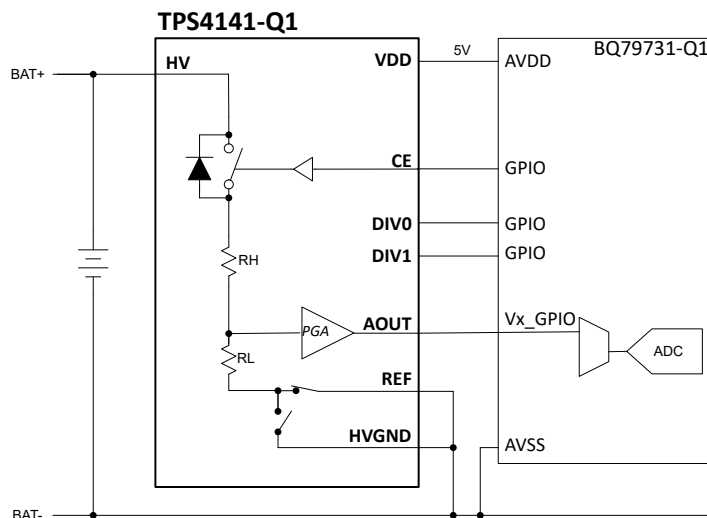 TPS4141-Q1
BQ79731-Q1
HV
VDD
5V
AVDD
BAT+
CE
GPIO
DIV0
GPIO
DIV1
GPIO
RH
PGA
AOUT
Vx_GPIO
ADC
RL
REF
HVGND
AVSS
BAT-